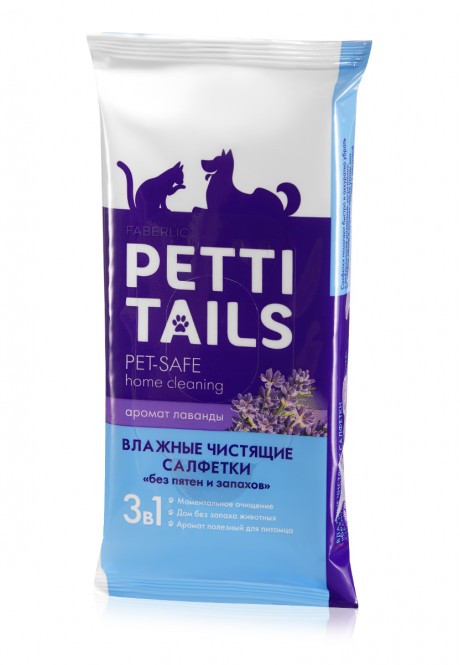 FABERLIC
PETTI
TAILS
PET-SAFE
home cleaning
аромат лаванды
ВЛАЖНЫЕ ЧИСТЯЩИЕ
САЛФЕТКИ
«без пятен и запахов»
3в1
Моментальное очищение
Дом без запаха животных
Аромат полезный для питомца